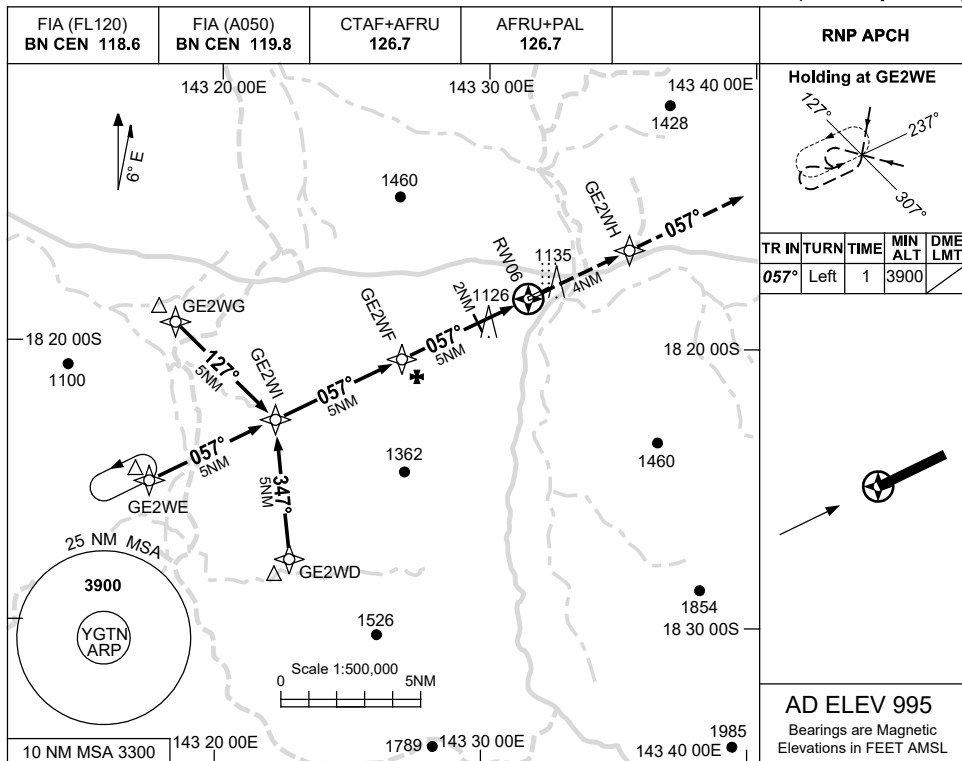 FIA (FL120)
BN CEN 118.6
FIA (A050)
BN CEN 119.8
CTAF+AFRU
126.7
AFRU+PAL
126.7
RNP APCH
143 20 00E
143 30 00E
143 40 00E
6° E
1428
1460
GE2WH
057°
RW06
1135
4NM
1126
2NM
GE2WG
GE2WF
057°
5NM
18 20 00S
18 20 00S
1100
127°
5NM
GE2WI
057°
5NM
1460
057°
5NM
1362
347°
5NM
GE2WE
GE2WD
25 NM MSA
3900
YGTN
ARP
1854
1526
18 30 00S
Scale 1:500,000
0 5NM
10 NM MSA 3300
143 20 00E
1789
143 30 00E
1985
143 40 00E
Holding at GE2WE
127°
237°
307°
TR IN TURN TIME MIN ALT DME LMT
057° Left 1 3900
AD ELEV 995
Bearings are Magnetic
Elevations in FEET AMSL